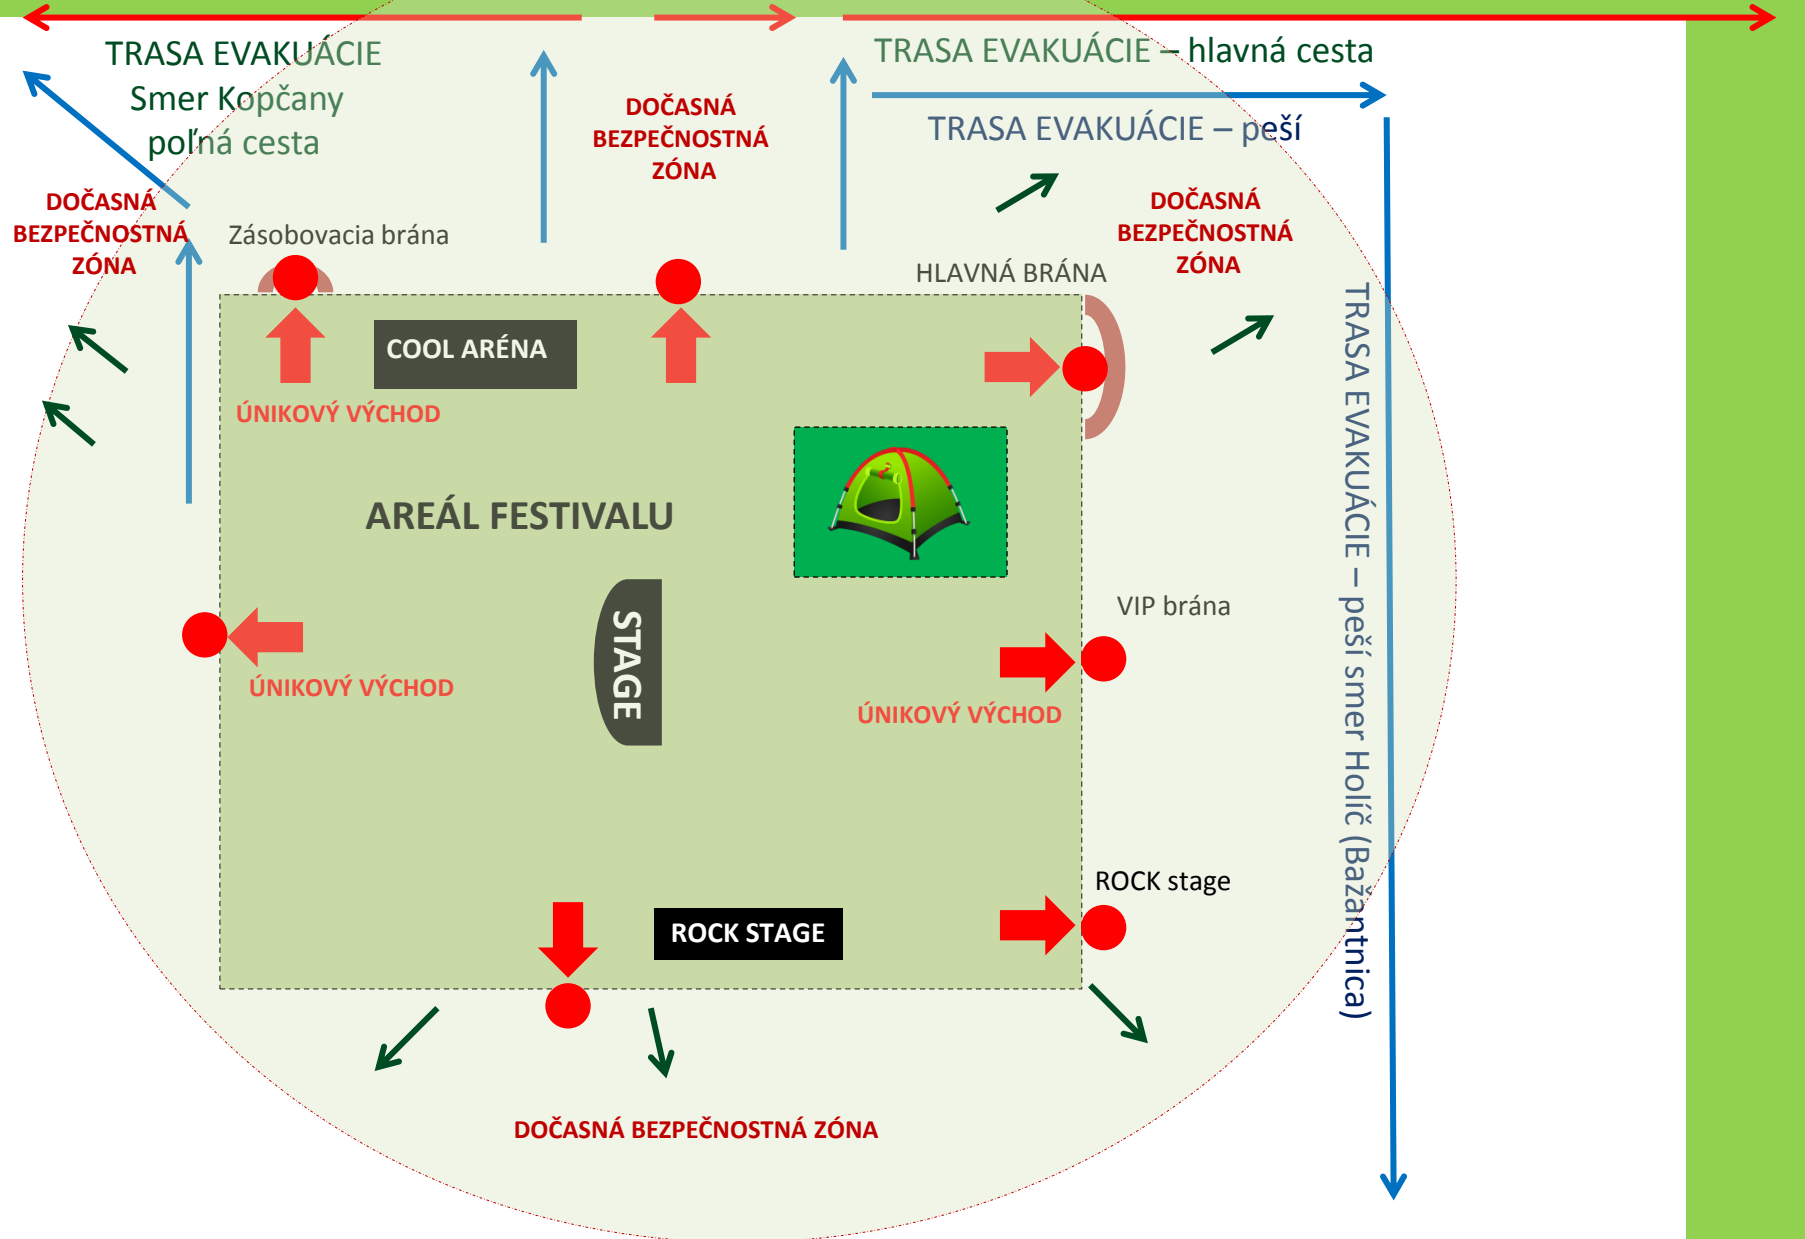 TRASA EVAKUÁCIE
Smer Kopčany
poľná cesta
TRASA EVAKUÁCIE – hlavná cesta
TRASA EVAKUÁCIE – peší
DOČASNÁ
BEZPEČNOSTNÁ
ZÓNA
DOČASNÁ
BEZPEČNOSTNÁ
ZÓNA
DOČASNÁ
BEZPEČNOSTNÁ
ZÓNA
Zásobovacia brána
HLAVNÁ BRÁNA
COOL ARÉNA
ÚNIKOVÝ VÝCHOD
AREÁL FESTIVALU
STAGE
VIP brána
ÚNIKOVÝ VÝCHOD
ÚNIKOVÝ VÝCHOD
TRASA EVAKUÁCIE – peší smer Holíč (Bažantnica)
ROCK stage
ROCK STAGE
DOČASNÁ BEZPEČNOSTNÁ ZÓNA